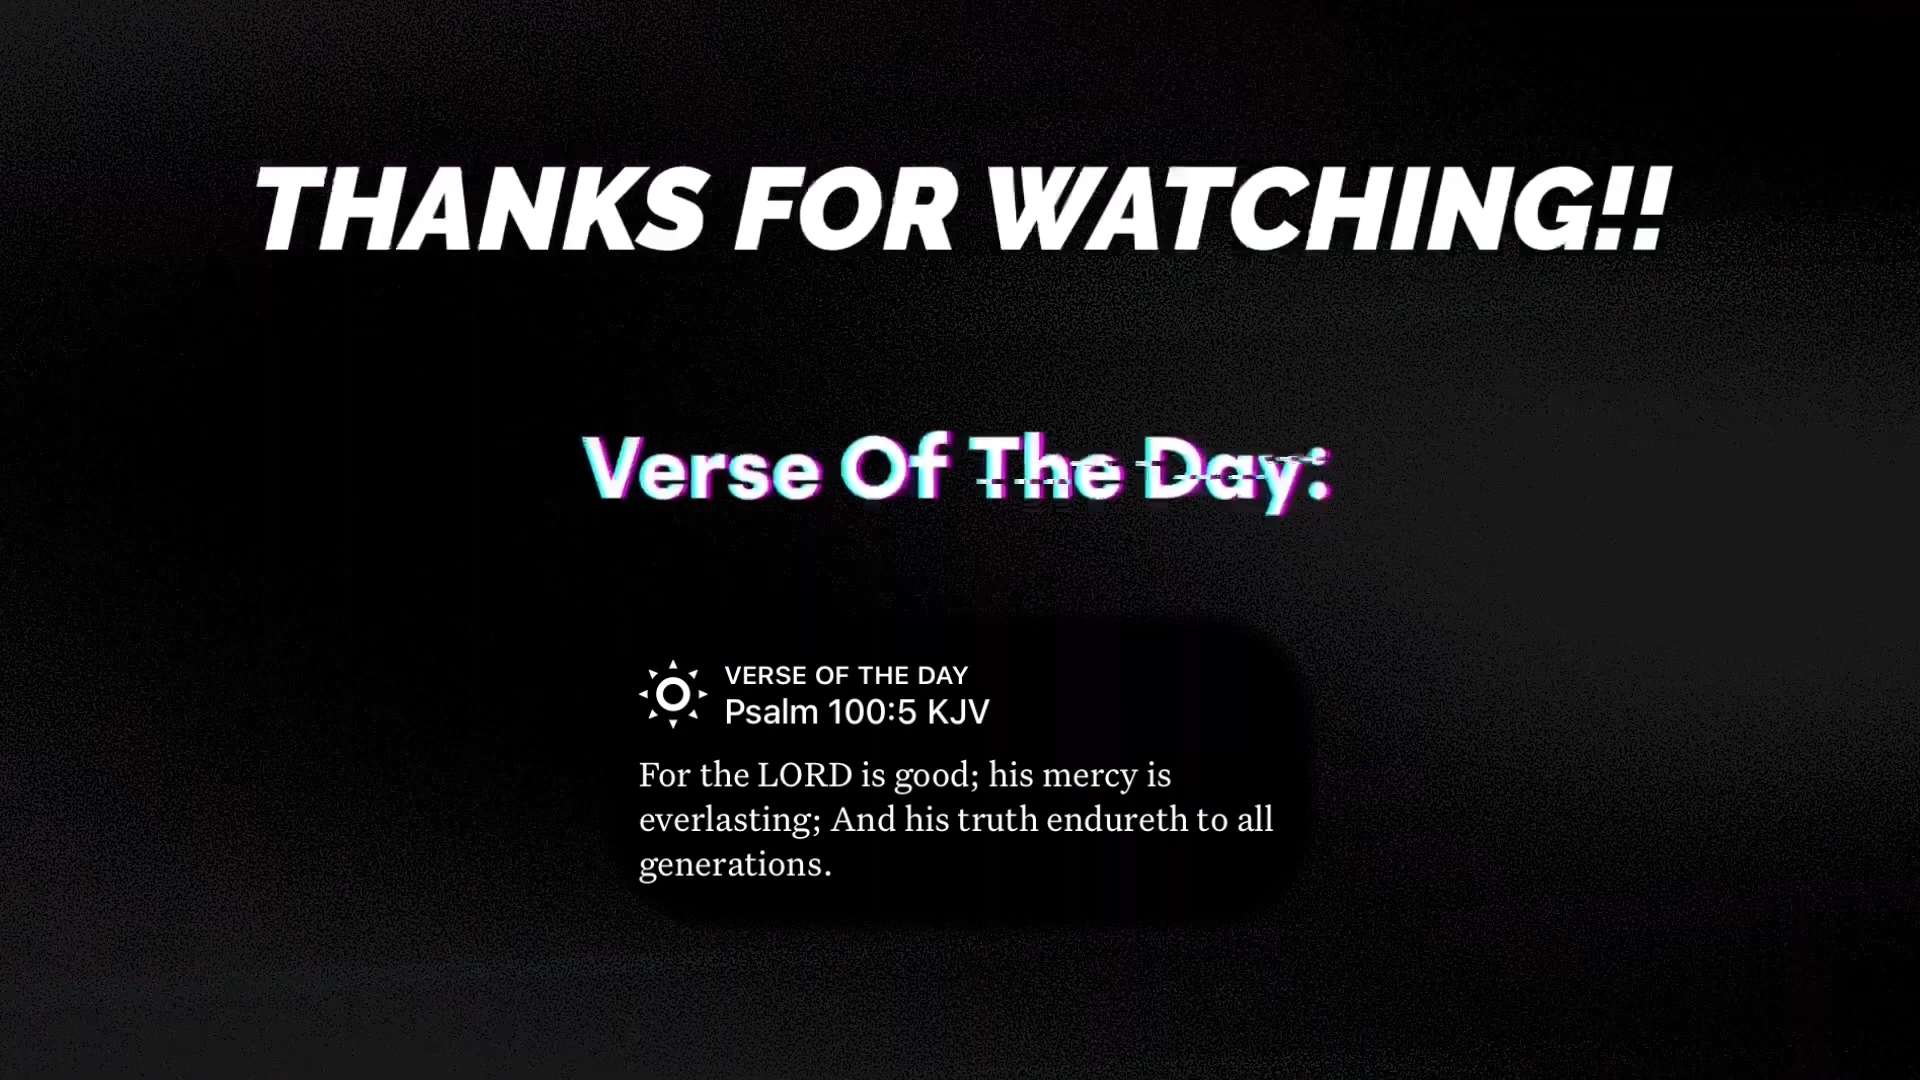 THANKS FOR WATCHING!!
Verse Of The Day:
VERSE OF THE DAY
Psalm 100:5 KJV
For the LORD is good; his mercy is
everlasting; And his truth endureth to all
generations.